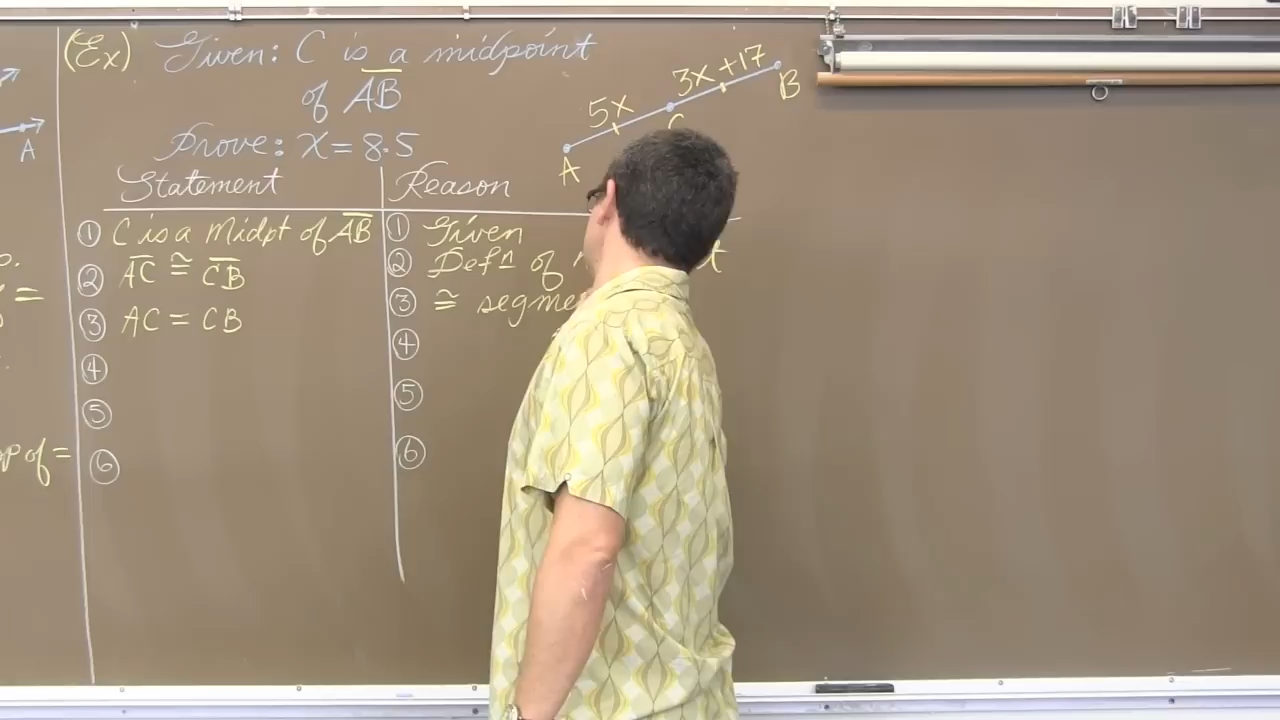 (Ex) Given: C is a midpoint
of AB
Prove: X = 8.5
5x
3x+17
A
C
B
A
Statement
Reason
① C is a Midpt of AB
① Given
② AC ≅ CB
② Def'n of
③ AC = CB
③ ≅
④
④
⑤
⑤
⑥
⑥
=
of =